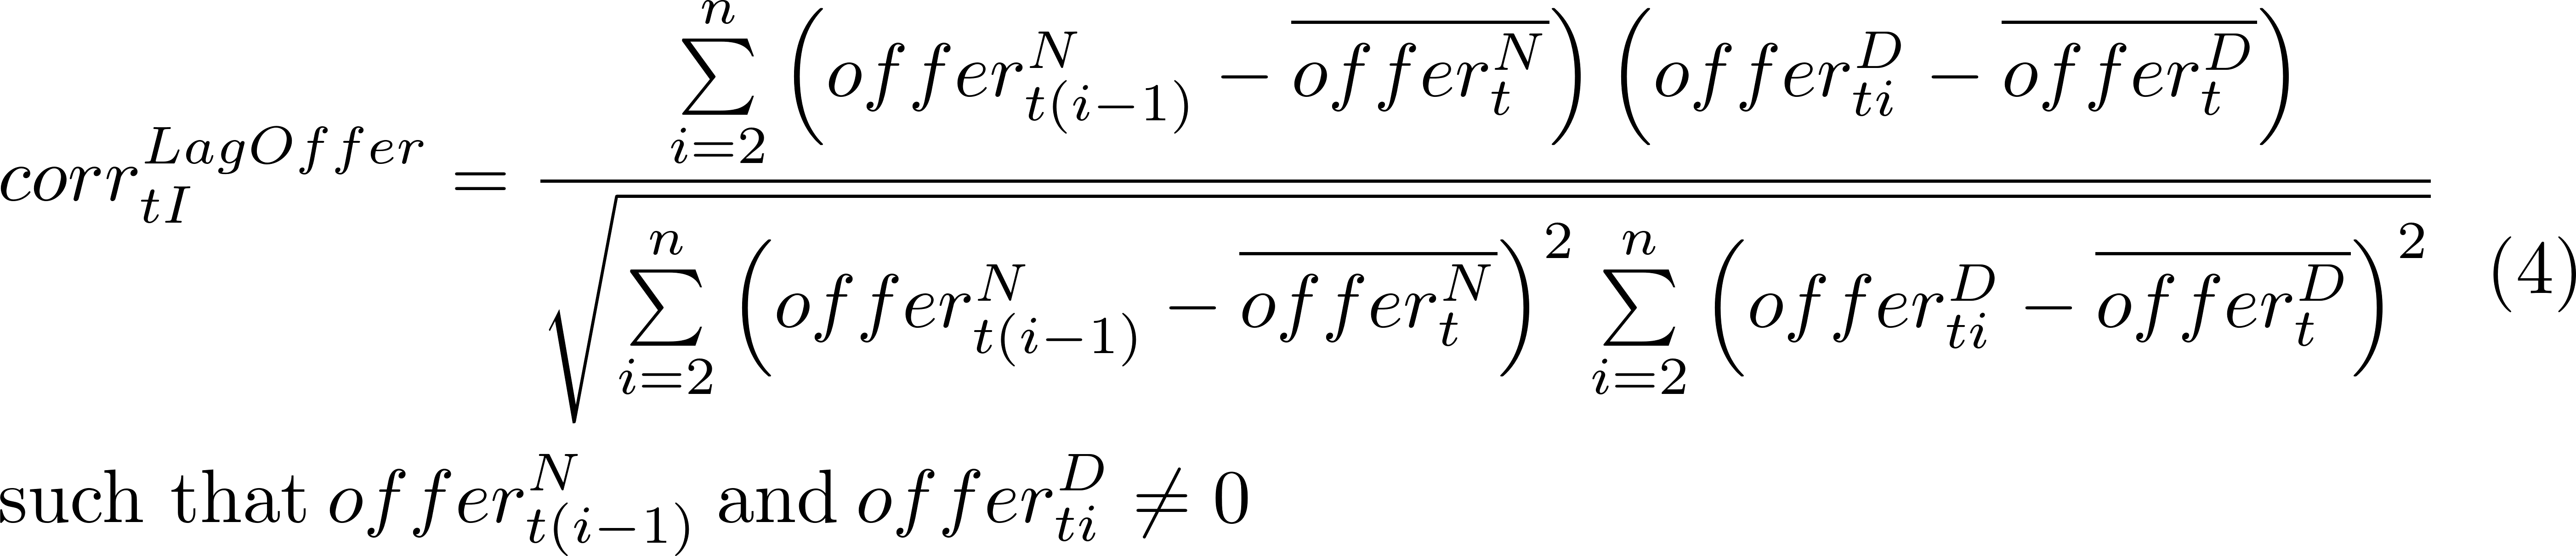 corr_{tI}^{LagOffer} = \frac{\sum_{i=2}^{n} \left( offer_{t(i-1)}^{N} - \overline{offer_{t}^{N}} \right) \left( offer_{ti}^{D} - \overline{offer_{t}^{D}} \right)}{\sqrt{\sum_{i=2}^{n} \left( offer_{t(i-1)}^{N} - \overline{offer_{t}^{N}} \right)^2 \sum_{i=2}^{n} \left( offer_{ti}^{D} - \overline{offer_{t}^{D}} \right)^2}} (4)
such that offer_{t(i-1)}^{N} and offer_{ti}^{D} ≠ 0